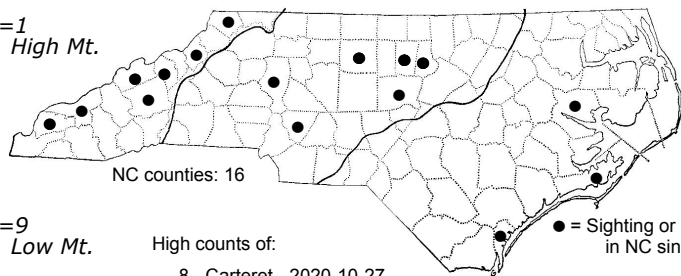 =1
High Mt.
NC counties: 16
=9
Low Mt.
High counts of:
● = Sighting or
in NC sin
8 - Carteret - 2020-10-27